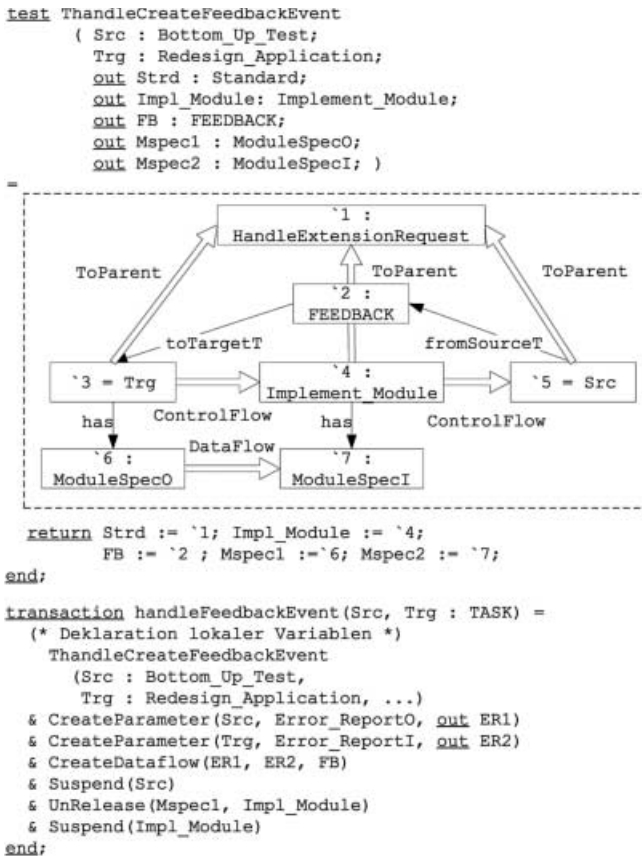 test ThandleCreateFeedbackEvent
( Src : Bottom_Up_Test;
Trg : Redesign_Application;
out Strd : Standard;
out Impl_Module: Implement_Module;
out FB : FEEDBACK;
out Mspec1 : ModuleSpecO;
out Mspec2 : ModuleSpecI; )
=
`1 :
HandleExtensionRequest
ToParent
ToParent
ToParent
`2 :
FEEDBACK
toTargetT
fromSourceT
`3 = Trg
`4 :
Implement_Module
`5 = Src
has
ControlFlow
has
ControlFlow
`6 :
ModuleSpecO
DataFlow
`7 :
ModuleSpecI
return Strd := `1; Impl_Module := `4;
FB := `2 ; Mspec1 :=`6; Mspec2 := `7;
end;
transaction handleFeedbackEvent(Src, Trg : TASK) =
(* Deklaration lokaler Variablen *)
ThandleCreateFeedbackEvent
(Src : Bottom_Up_Test,
Trg : Redesign_Application, ...)
& CreateParameter(Src, Error_ReportO, out ER1)
& CreateParameter(Trg, Error_ReportI, out ER2)
& CreateDataflow(ER1, ER2, FB)
& Suspend(Src)
& UnRelease(Mspec1, Impl_Module)
& Suspend(Impl_Module)
end;